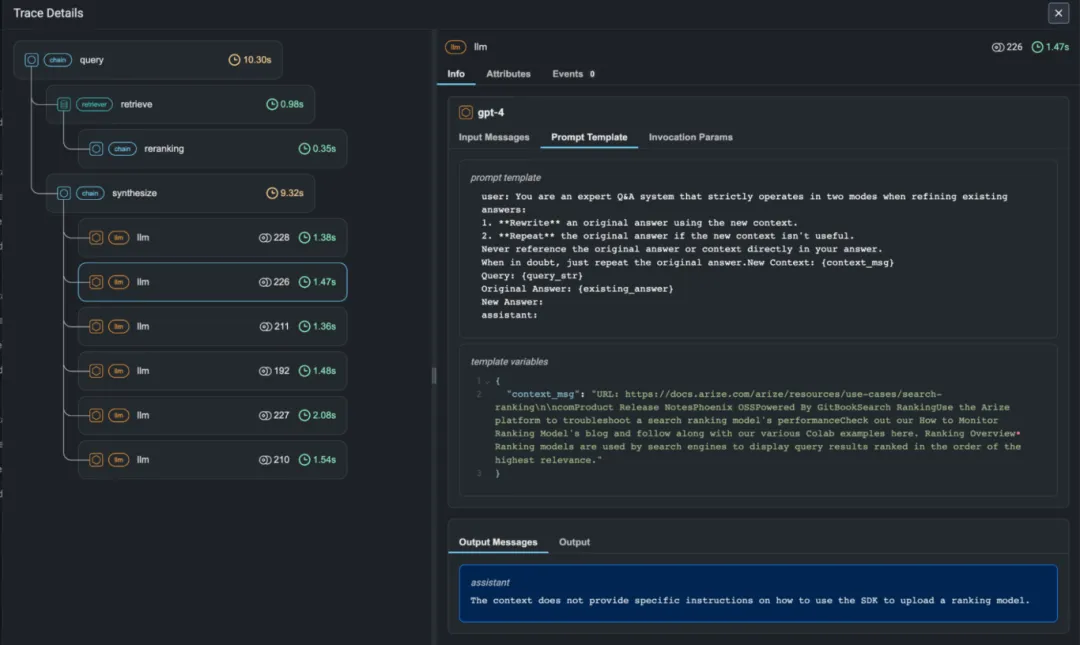 Trace Details
chain query 10.30s
retriever retrieve 0.98s
chain reranking 0.35s
chain synthesize 9.32s
llm llm 228 1.38s
llm llm 226 1.47s
llm llm 211 1.36s
llm llm 192 1.48s
llm llm 227 2.08s
llm llm 210 1.54s
llm llm 226 1.47s
Info Attributes Events 0
gpt-4
Input Messages Prompt Template Invocation Params
prompt template
user: You are an expert Q&A system that strictly operates in two modes when refining existing
answers:
1. **Rewrite** an original answer using the new context.
2. **Repeat** the original answer if the new context isn't useful.
Never reference the original answer or context directly in your answer.
When in doubt, just repeat the original answer.New Context: {context_msg}
Query: {query_str}
Original Answer: {existing_answer}
New Answer:
assistant:
template variables
1 {
2 "context_msg": "URL: https://docs.arize.com/arize/resources/use-cases/search-
ranking\n\ncomProduct Release NotesPhoenix OSSPowered By GitBookSearch RankingUse the Arize
platform to troubleshoot a search ranking model's performanceCheck out our How to Monitor
Ranking Model's blog and follow along with our various Colab examples here. Ranking Overview•
Ranking models are used by search engines to display query results ranked in the order of the
highest relevance."
3 }
Output Messages Output
assistant
The context does not provide specific instructions on how to use the SDK to upload a ranking model.